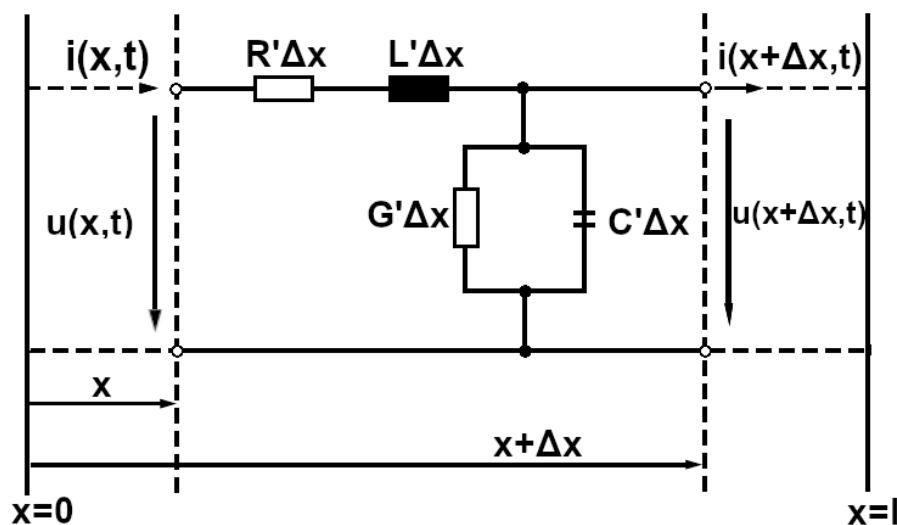 i(x,t)
R'Δx
L'Δx
i(x+Δx,t)
u(x,t)
G'Δx
C'Δx
u(x+Δx,t)
x
x+Δx
x=0
x=l